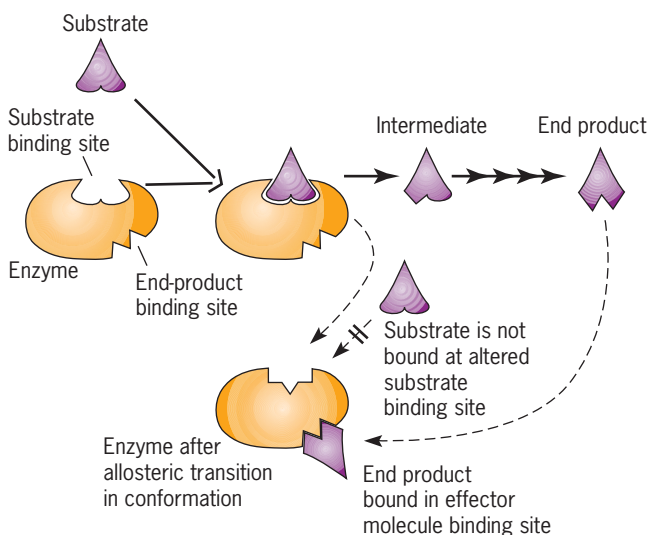 Substrate
Substrate
binding site
Enzyme
End-product
binding site
Intermediate
End product
Substrate is not
bound at altered
substrate
binding site
Enzyme after
allosteric transition
in conformation
End product
bound in effector
molecule binding site